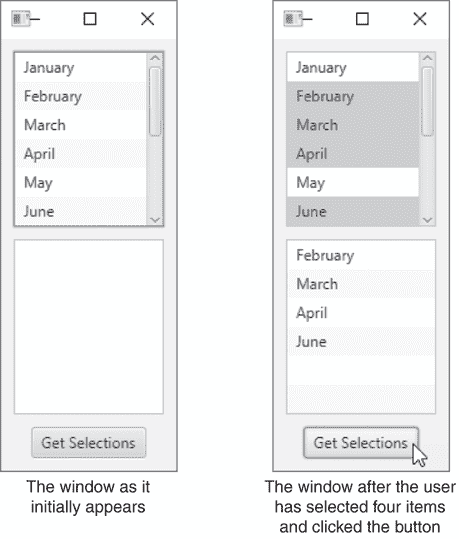 January
February
March
April
May
June
Get Selections
The window as it
initially appears
January
February
March
April
May
June
February
March
April
June
Get Selections
The window after the user
has selected four items
and clicked the button